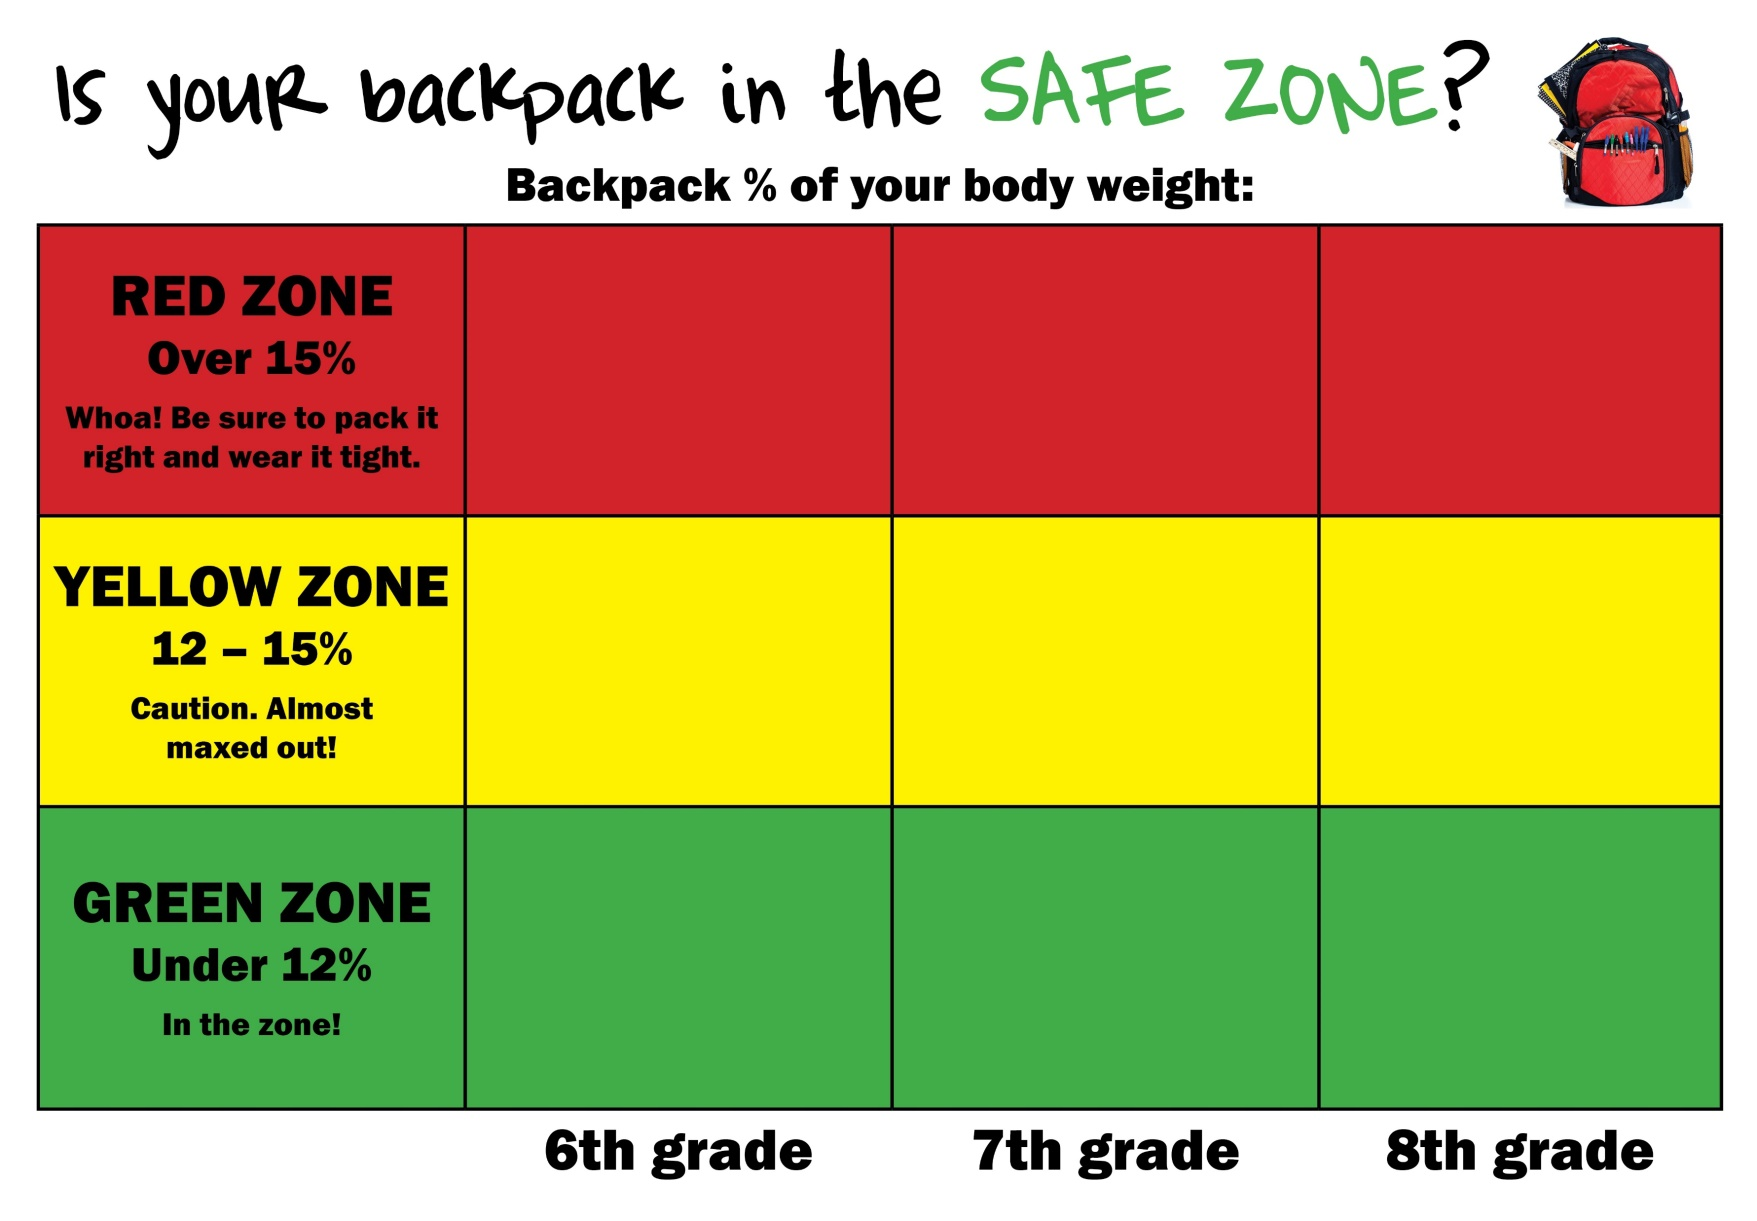 Is your backpack in the SAFE ZONE?
Backpack % of your body weight:
RED ZONE
Over 15%
Whoa! Be sure to pack it
right and wear it tight.
YELLOW ZONE
12 – 15%
Caution. Almost
maxed out!
GREEN ZONE
Under 12%
In the zone!
6th grade 7th grade 8th grade